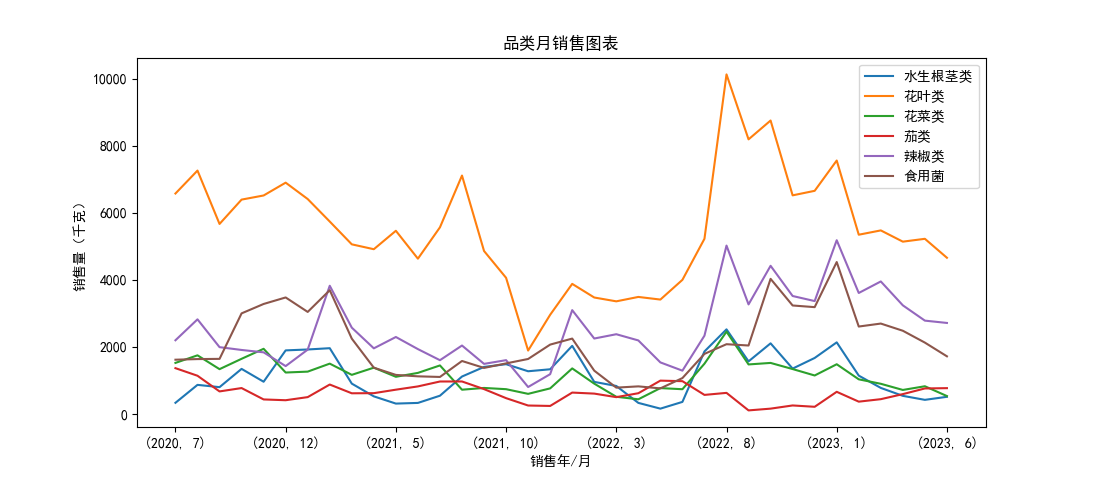 品类月销售图表
水生根茎类
花叶类
花菜类
茄类
辣椒类
食用菌
销售量（千克）
10000
8000
6000
4000
2000
0
(2020, 7) (2020, 12) (2021, 5) (2021, 10) (2022, 3) (2022, 8) (2023, 1) (2023, 6)
销售年/月